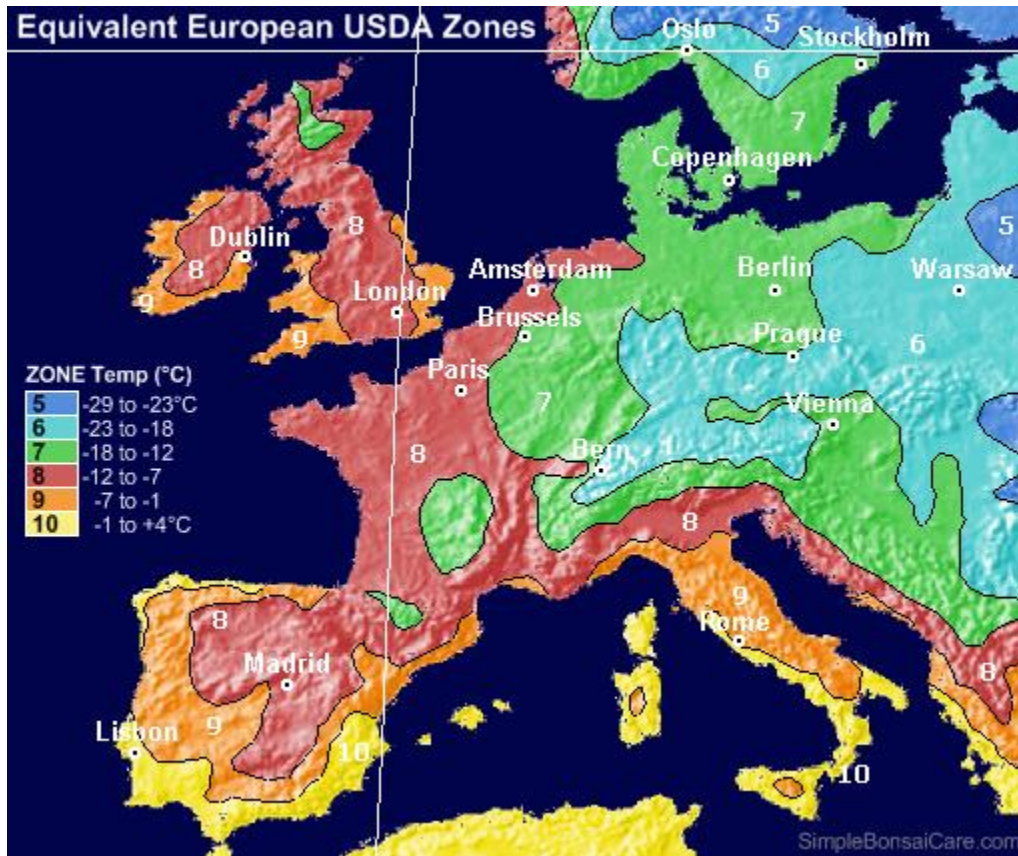 Equivalent European USDA Zones
5
Oslo
Stockholm
6
7
Copenhagen
8
Dublin
5
8
Amsterdam
Berlin
Warsaw
9
London
Brussels
9
Prague
6
ZONE Temp (°C)
5 -29 to -23°C
6 -23 to -18
7 -18 to -12
8 -12 to -7
9 -7 to -1
10 -1 to +4°C
Paris
7
Vienna
8
Bern
8
9
8
Rome
Madrid
8
Lisbon
9
10
10
SimpleBonsaiCare.com